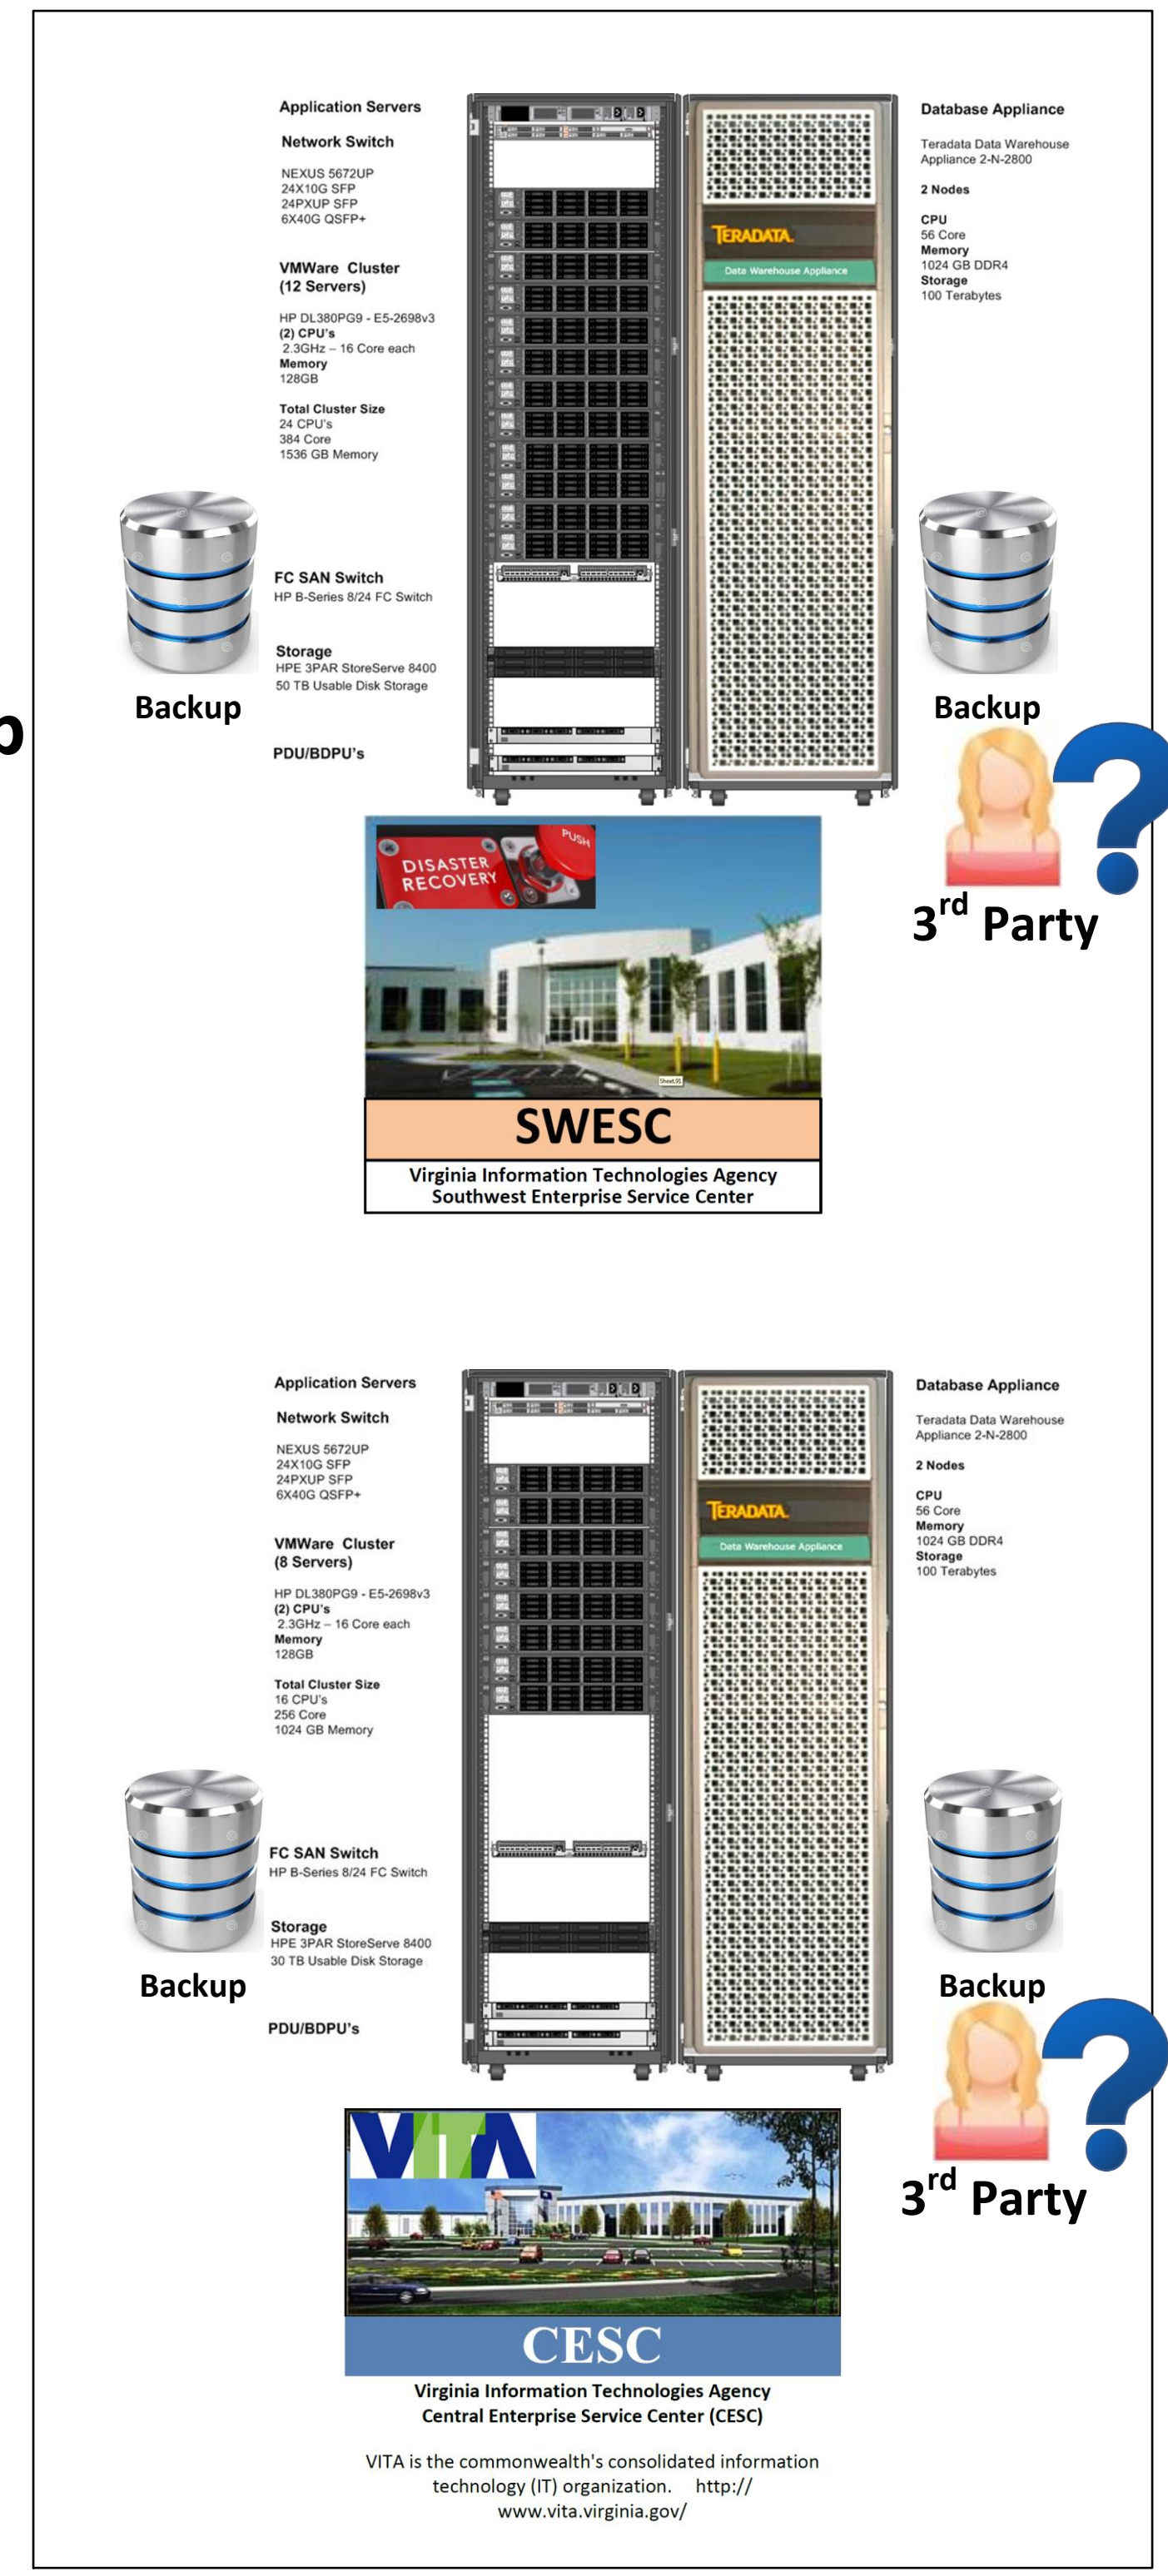 Application Servers
Network Switch
NEXUS 5672UP
24X10G SFP
24PXUP SFP
6X40G QSFP+
VMWare Cluster
(12 Servers)
HP DL380PG9 - E5-2698v3
(2) CPU's
2.3GHz – 16 Core each
Memory
128GB
Total Cluster Size
24 CPU's
384 Core
1536 GB Memory
FC SAN Switch
HP B-Series 8/24 FC Switch
Storage
HPE 3PAR StoreServe 8400
50 TB Usable Disk Storage
PDU/BDPU's
Backup
p
TERADATA.
Data Warehouse Appliance
Database Appliance
Teradata Data Warehouse
Appliance 2-N-2800
2 Nodes
CPU
56 Core
Memory
1024 GB DDR4
Storage
100 Terabytes
Backup
3rd Party
DISASTER
RECOVERY
PUSH
Sheet.91
SWESC
Virginia Information Technologies Agency
Southwest Enterprise Service Center
Application Servers
Network Switch
NEXUS 5672UP
24X10G SFP
24PXUP SFP
6X40G QSFP+
VMWare Cluster
(8 Servers)
HP DL380PG9 - E5-2698v3
(2) CPU's
2.3GHz – 16 Core each
Memory
128GB
Total Cluster Size
16 CPU's
256 Core
1024 GB Memory
FC SAN Switch
HP B-Series 8/24 FC Switch
Storage
HPE 3PAR StoreServe 8400
30 TB Usable Disk Storage
PDU/BDPU's
Backup
TERADATA.
Data Warehouse Appliance
Database Appliance
Teradata Data Warehouse
Appliance 2-N-2800
2 Nodes
CPU
56 Core
Memory
1024 GB DDR4
Storage
100 Terabytes
Backup
3rd Party
VITA
CESC
Virginia Information Technologies Agency
Central Enterprise Service Center (CESC)
VITA is the commonwealth's consolidated information
technology (IT) organization. http://
www.vita.virginia.gov/